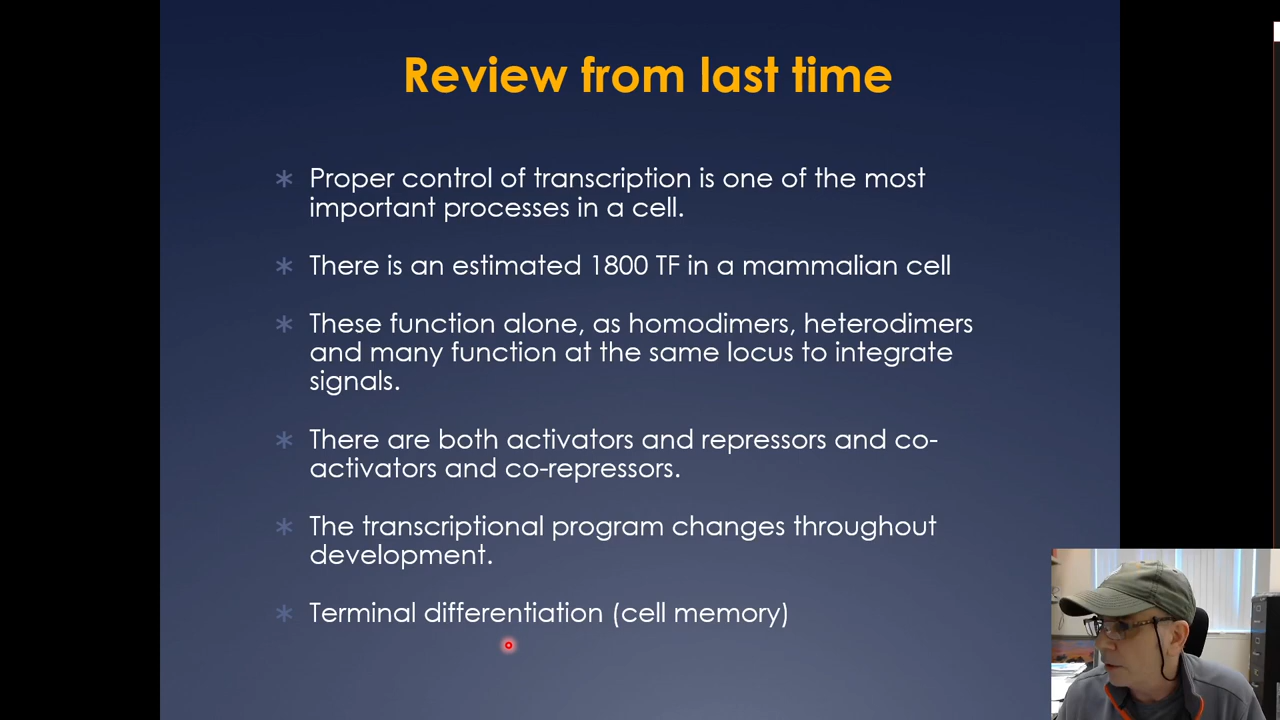 Review from last time
Proper control of transcription is one of the most
important processes in a cell.
There is an estimated 1800 TF in a mammalian cell
These function alone, as homodimers, heterodimers
and many function at the same locus to integrate
signals.
There are both activators and repressors and co-
activators and co-repressors.
The transcriptional program changes throughout
development.
Terminal differentiation (cell memory)